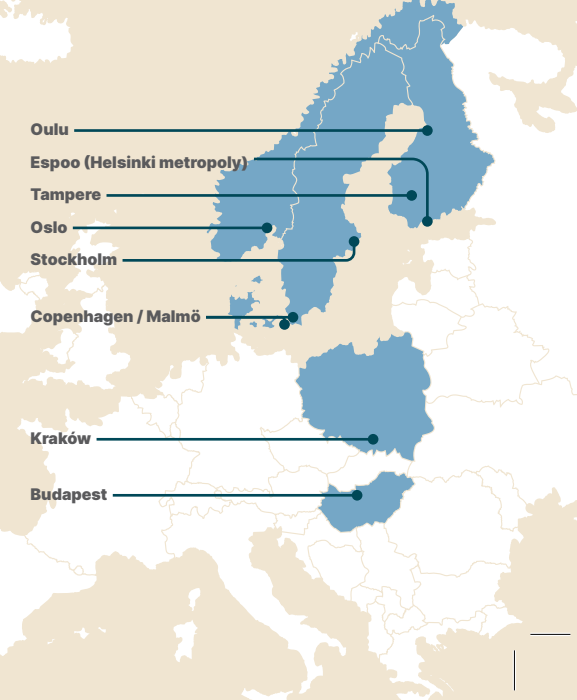 Oulu
Espoo (Helsinki metropoly)
Tampere
Oslo
Stockholm
Copenhagen / Malmö
Kraków
Budapest